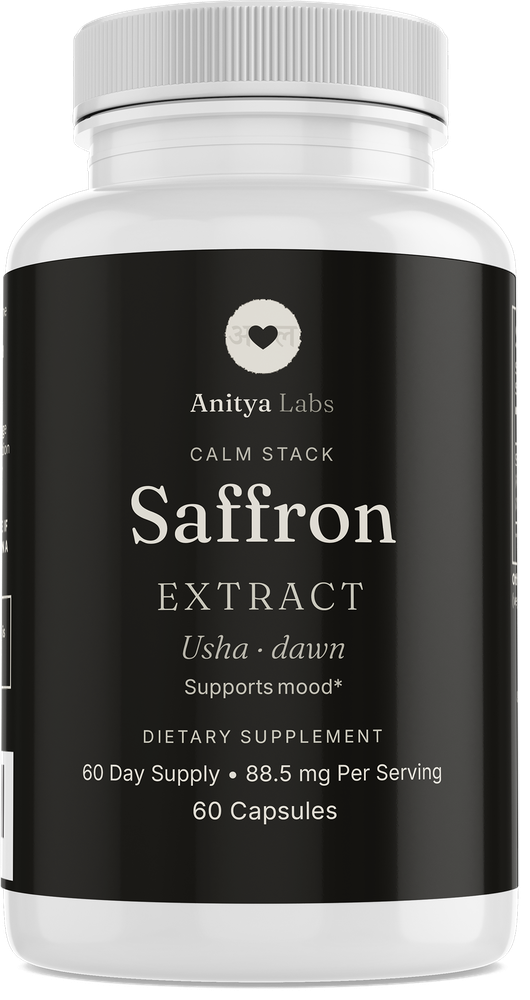 Anitya Labs
CALM STACK
Saffron
EXTRACT
Usha · dawn
Supports mood*
DIETARY SUPPLEMENT
60 Day Supply • 88.5 mg Per Serving
60 Capsules